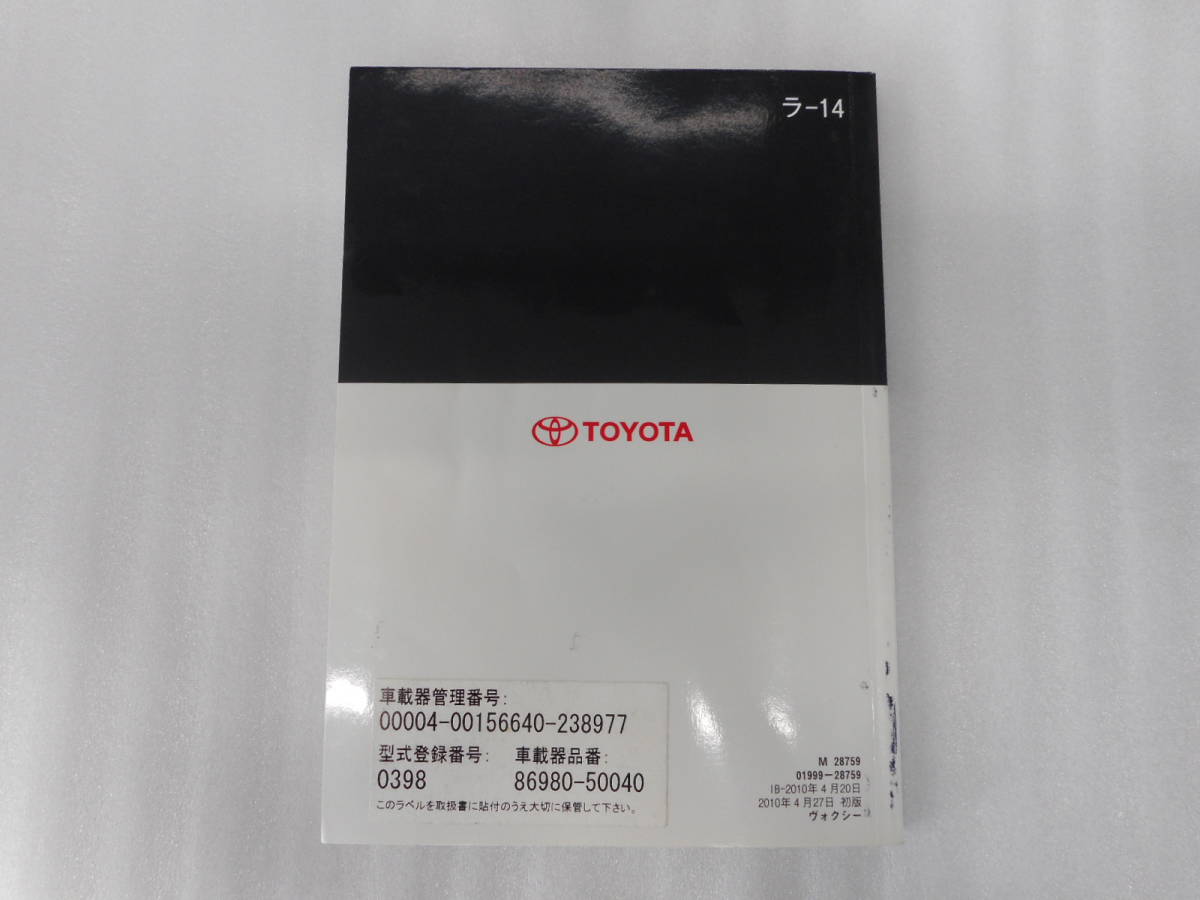 ラ-14
TOYOTA
車載器管理番号:
00004-00156640-238977
型式登録番号: 車載器品番:
0398 86980-50040
このラベルを取扱書に貼付のうえ大切に保管して下さい。
M 28759
01999-28759
IB-2010年4月20日
2010年4月27日 初版
ヴォクシー